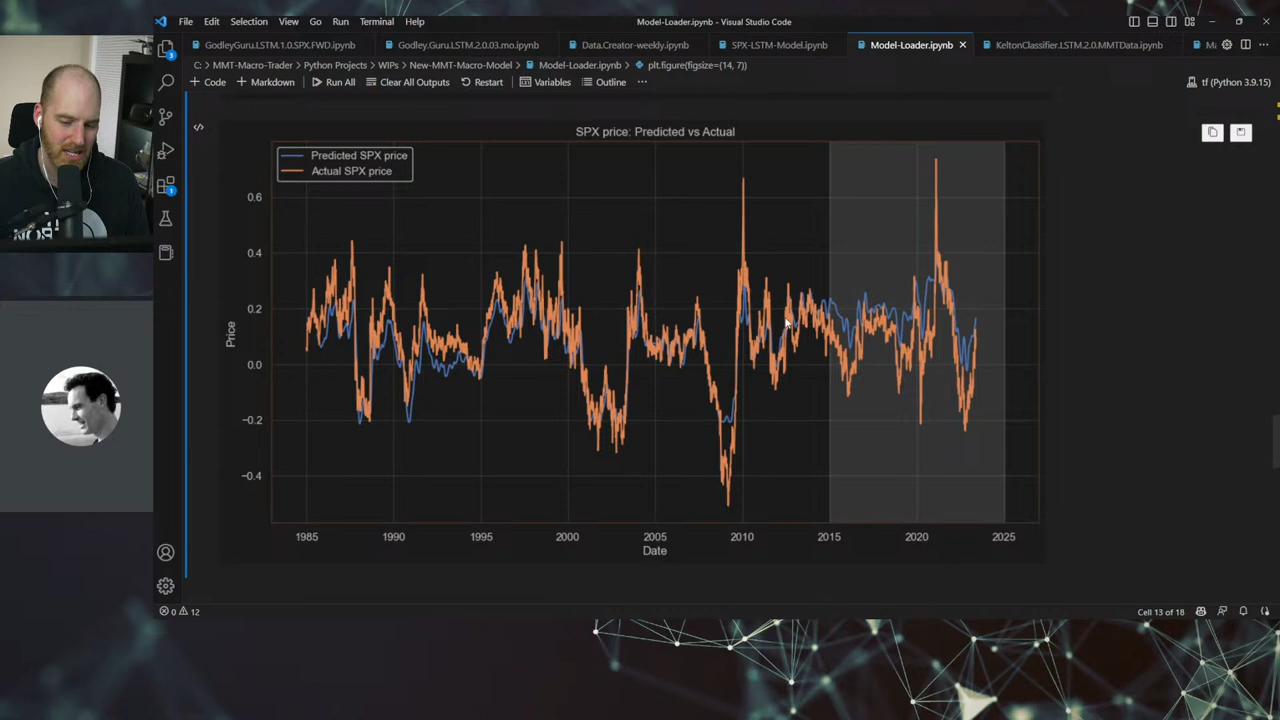 File Edit Selection View Go Run Terminal Help
Model-Loader.ipynb - Visual Studio Code
GodleyGuru.LSTM.1.0.SPX.FWD.ipynb
Godley.Guru.LSTM.2.0.03.mo.ipynb
Data.Creator-weekly.ipynb
SPX-LSTM-Model.ipynb
Model-Loader.ipynb
KeltonClassifier.LSTM.2.0.MMTData.ipynb
C: > MMT-Macro-Trader > Python Projects > WIPs > New-MMT-Macro-Model > Model-Loader.ipynb > plt.figure(figsize=(14, 7))
+ Code + Markdown Run All Clear All Outputs Restart Variables Outline ...
tf (Python 3.9.15)
3
1
SPX price: Predicted vs Actual
Predicted SPX price
Actual SPX price
0.6
0.4
0.2
0.0
−0.2
−0.4
Price
1985 1990 1995 2000 2005 2010 2015 2020 2025
Date
0 12
Cell 13 of 18